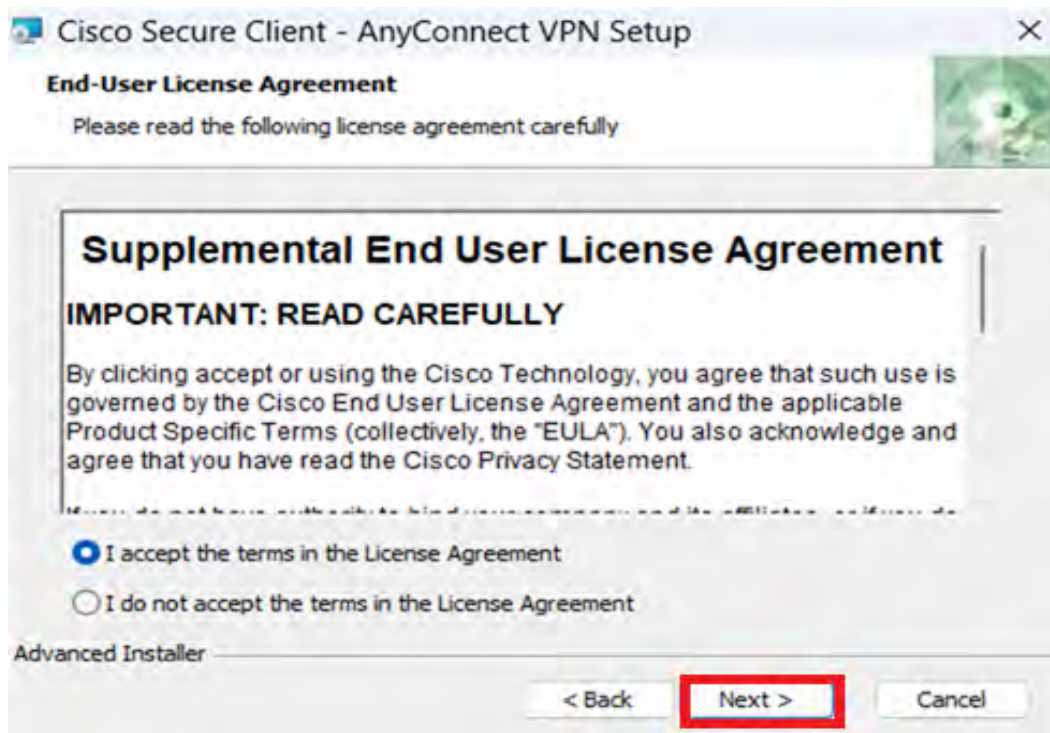 Cisco Secure Client - AnyConnect VPN Setup
End-User License Agreement
Please read the following license agreement carefully
Supplemental End User License Agreement
IMPORTANT: READ CAREFULLY
By clicking accept or using the Cisco Technology, you agree that such use is
governed by the Cisco End User License Agreement and the applicable
Product Specific Terms (collectively, the "EULA"). You also acknowledge and
agree that you have read the Cisco Privacy Statement.
I accept the terms in the License Agreement
I do not accept the terms in the License Agreement
Advanced Installer
< Back
Next >
Cancel